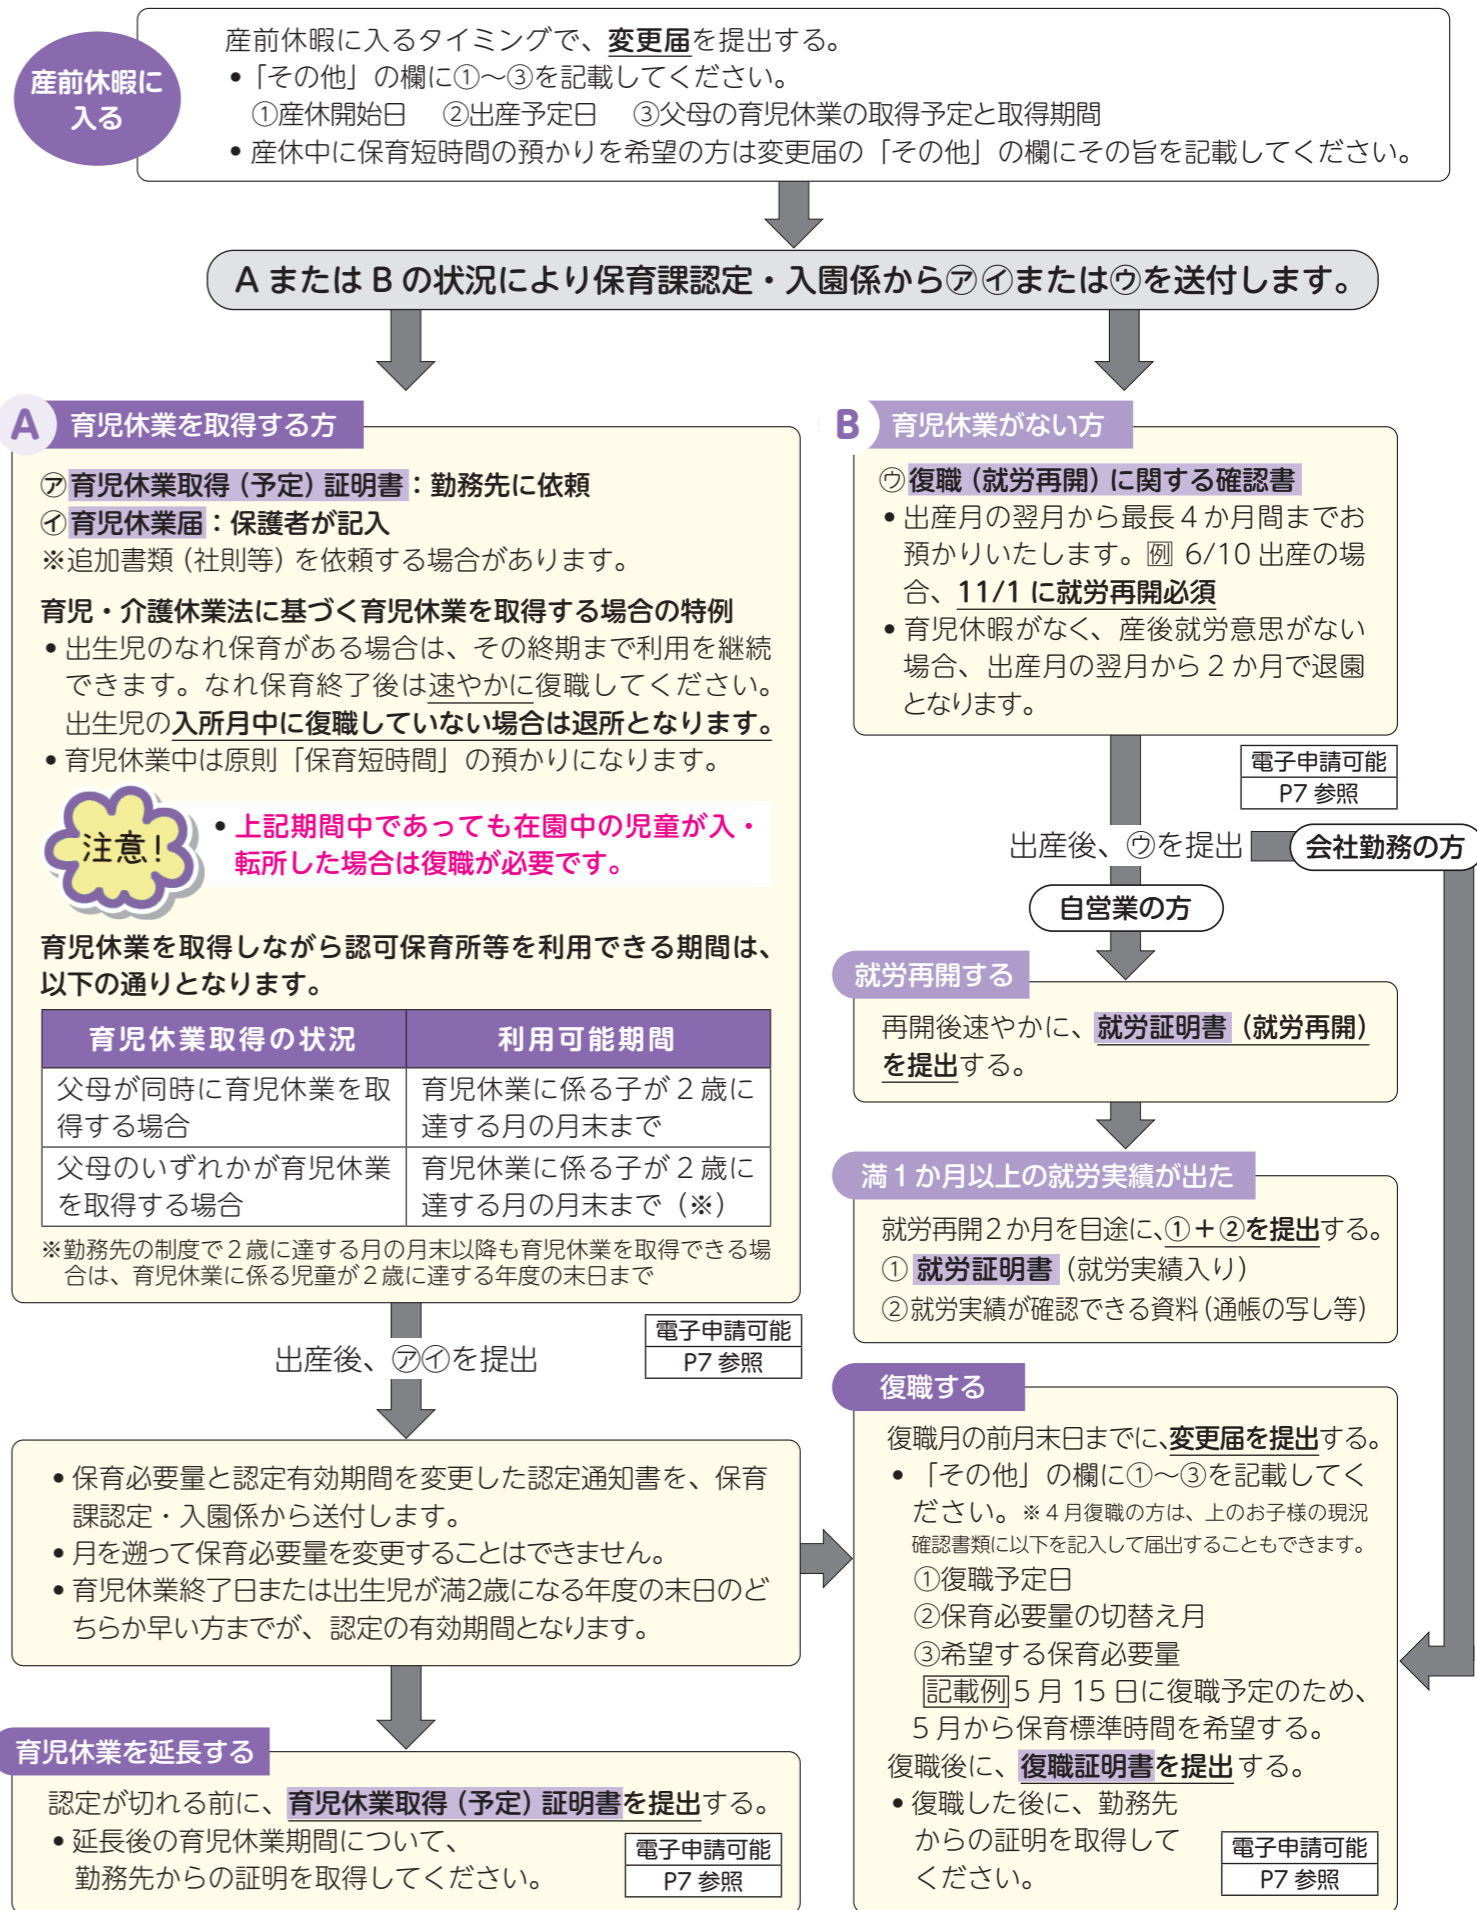 産前休暇に
入る
産前休暇に入るタイミングで、変更届を提出する。
•「その他」の欄に①～③を記載してください。
①産休開始日　②出産予定日　③父母の育児休業の取得予定と取得期間
•産休中に保育短時間の預かりを希望の方は変更届の「その他」の欄にその旨を記載してください。
A または B の状況により保育課認定・入園係から㋐㋑または㋒を送付します。
A 育児休業を取得する方
㋐育児休業取得（予定）証明書：勤務先に依頼
㋑育児休業届：保護者が記入
※追加書類（社則等）を依頼する場合があります。
育児・介護休業法に基づく育児休業を取得する場合の特例
•出生児のなれ保育がある場合は、その終期まで利用を継続
できます。なれ保育終了後は速やかに復職してください。
出生児の入所月中に復職していない場合は退所となります。
•育児休業中は原則「保育短時間」の預かりになります。
注意！
•上記期間中であっても在園中の児童が入・
転所した場合は復職が必要です。
育児休業を取得しながら認可保育所等を利用できる期間は、
以下の通りとなります。
育児休業取得の状況　利用可能期間
父母が同時に育児休業を取
得する場合
育児休業に係る子が２歳に
達する月の月末まで
父母のいずれかが育児休業
を取得する場合
育児休業に係る子が２歳に
達する月の月末まで（※）
※勤務先の制度で２歳に達する月の月末以降も育児休業を取得できる場
合は、育児休業に係る児童が２歳に達する年度の末日まで
出産後、㋐㋑を提出
電子申請可能
P7 参照
•保育必要量と認定有効期間を変更した認定通知書を、保育
課認定・入園係から送付します。
•月を遡って保育必要量を変更することはできません。
•育児休業終了日または出生児が満2歳になる年度の末日のど
ちらか早い方までが、認定の有効期間となります。
育児休業を延長する
認定が切れる前に、育児休業取得（予定）証明書を提出する。
•延長後の育児休業期間について、
勤務先からの証明を取得してください。
電子申請可能
P7 参照
B 育児休業がない方
㋒復職（就労再開）に関する確認書
•出産月の翌月から最長４か月間までお
預かりいたします。例 6/10 出産の場
合、11/1 に就労再開必須
•育児休暇がなく、産後就労意思がない
場合、出産月の翌月から２か月で退園
となります。
電子申請可能
P7 参照
出産後、㋒を提出
会社勤務の方
自営業の方
就労再開する
再開後速やかに、就労証明書（就労再開）
を提出する。
満１か月以上の就労実績が出た
就労再開２か月を目途に、①＋②を提出する。
①就労証明書（就労実績入り）
②就労実績が確認できる資料（通帳の写し等）
復職する
復職月の前月末日までに、変更届を提出する。
•「その他」の欄に①～③を記載してく
ださい。※４月復職の方は、上のお子様の現況
確認書類に以下を記入して届出することもできます。
①復職予定日
②保育必要量の切替え月
③希望する保育必要量
記載例５月 15 日に復職予定のため、
５月から保育標準時間を希望する。
復職後に、復職証明書を提出する。
•復職した後に、勤務先
からの証明を取得して
ください。
電子申請可能
P7 参照